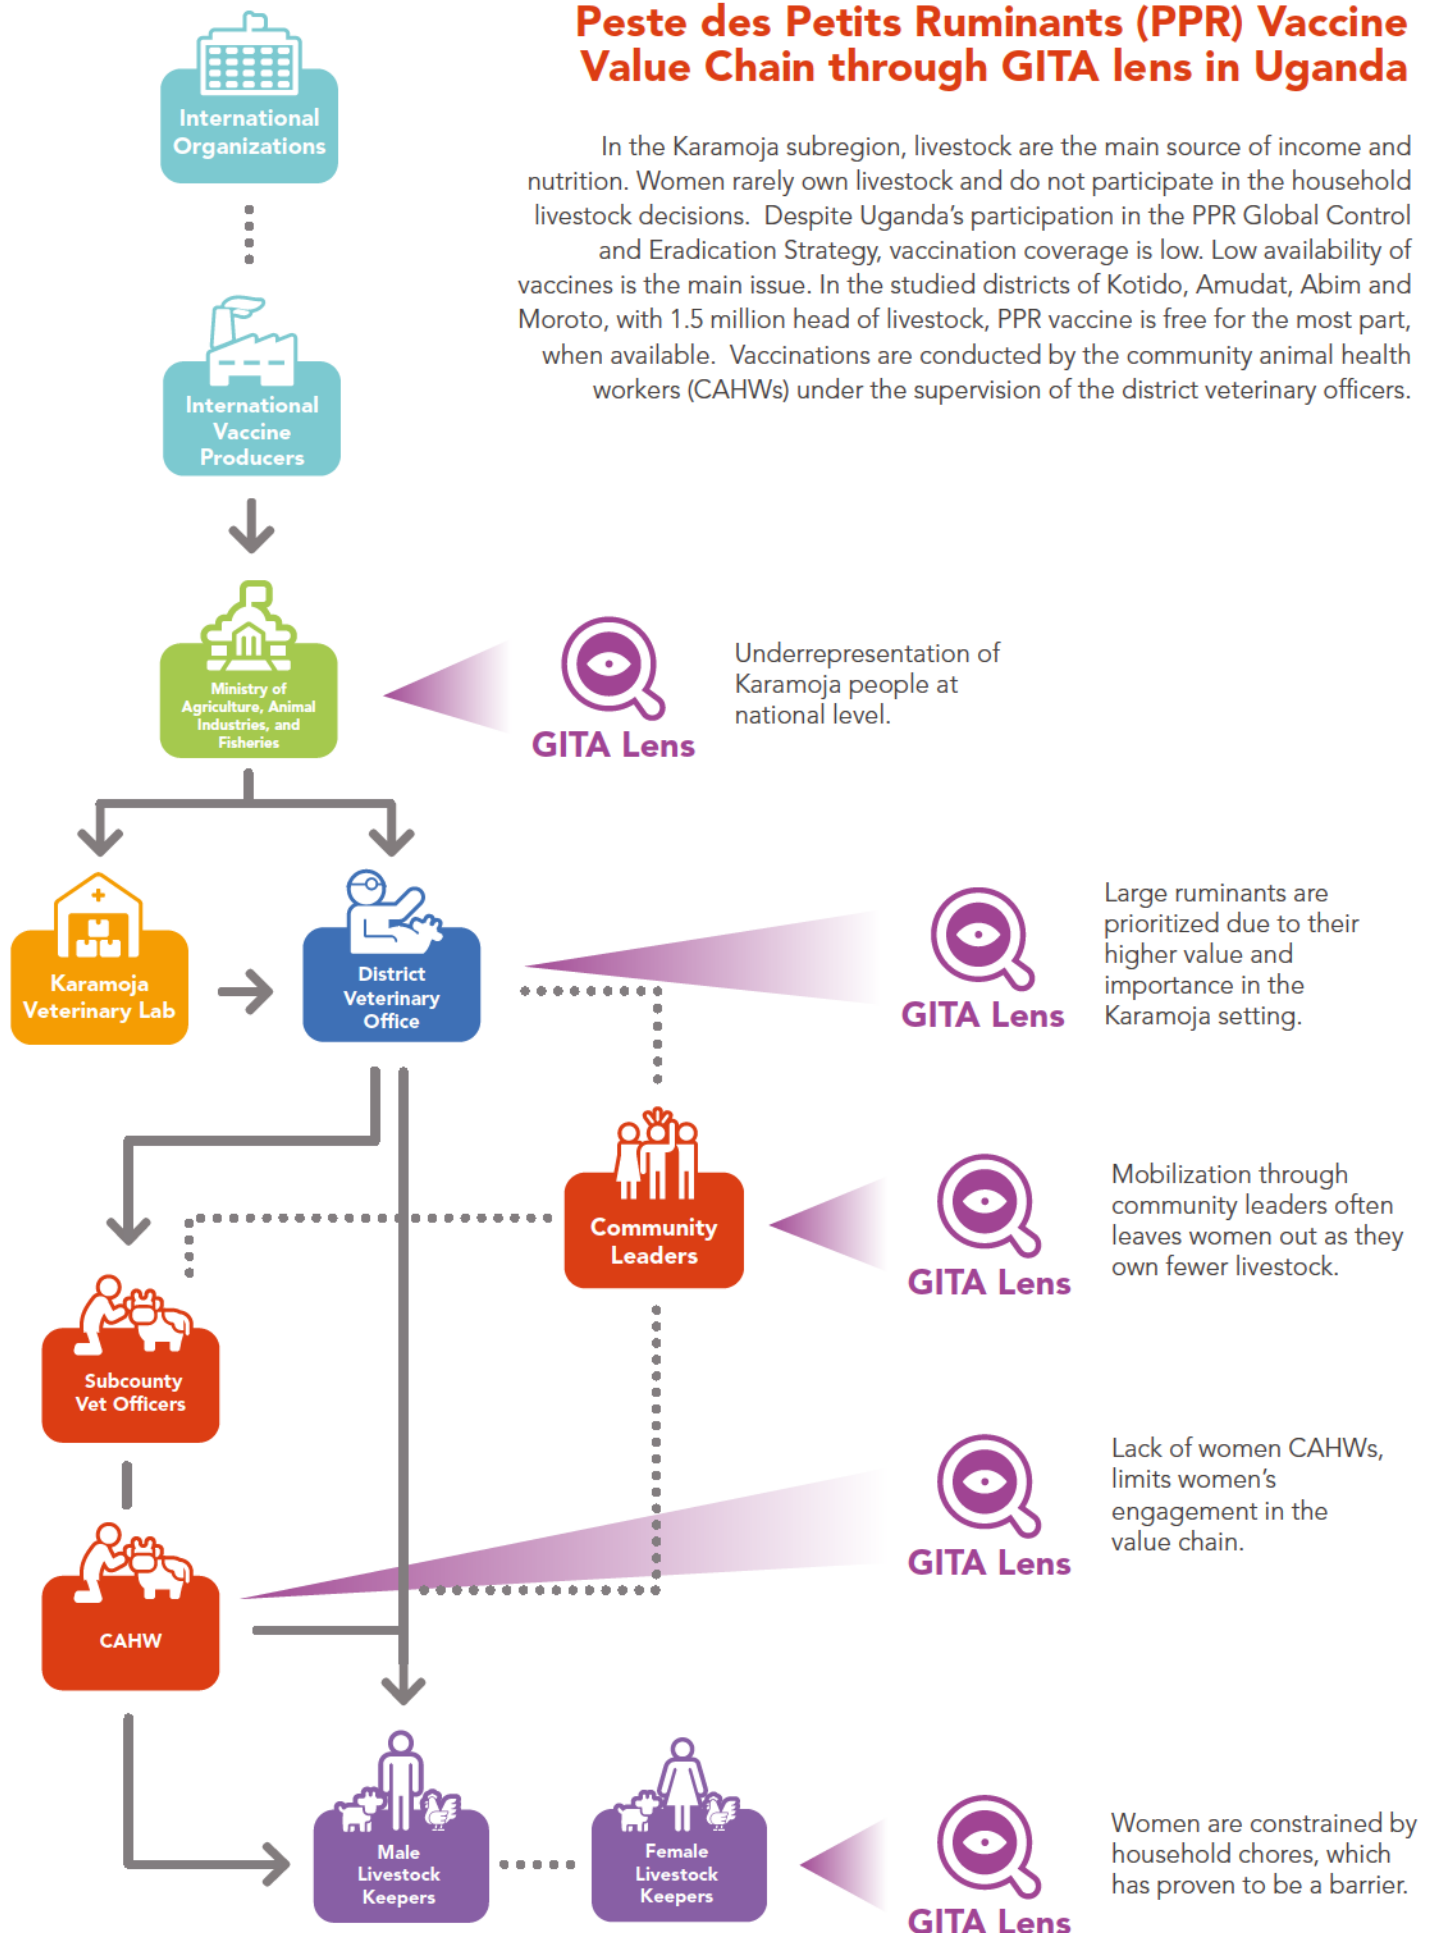 Peste des Petits Ruminants (PPR) Vaccine
Value Chain through GITA lens in Uganda
In the Karamoja subregion, livestock are the main source of income and
nutrition. Women rarely own livestock and do not participate in the household
livestock decisions.  Despite Uganda's participation in the PPR Global Control
and Eradication Strategy, vaccination coverage is low. Low availability of
vaccines is the main issue. In the studied districts of Kotido, Amudat, Abim and
Moroto, with 1.5 million head of livestock, PPR vaccine is free for the most part,
when available.  Vaccinations are conducted by the community animal health
workers (CAHWs) under the supervision of the district veterinary officers.
International
Organizations
International
Vaccine
Producers
Ministry of
Agriculture, Animal
Industries, and
Fisheries
GITA Lens
Underrepresentation of
Karamoja people at
national level.
Karamoja
Veterinary Lab
District
Veterinary
Office
GITA Lens
Large ruminants are
prioritized due to their
higher value and
importance in the
Karamoja setting.
Community
Leaders
GITA Lens
Mobilization through
community leaders often
leaves women out as they
own fewer livestock.
Subcounty
Vet Officers
GITA Lens
Lack of women CAHWs,
limits women's
engagement in the
value chain.
CAHW
Male
Livestock
Keepers
Female
Livestock
Keepers
GITA Lens
Women are constrained by
household chores, which
has proven to be a barrier.